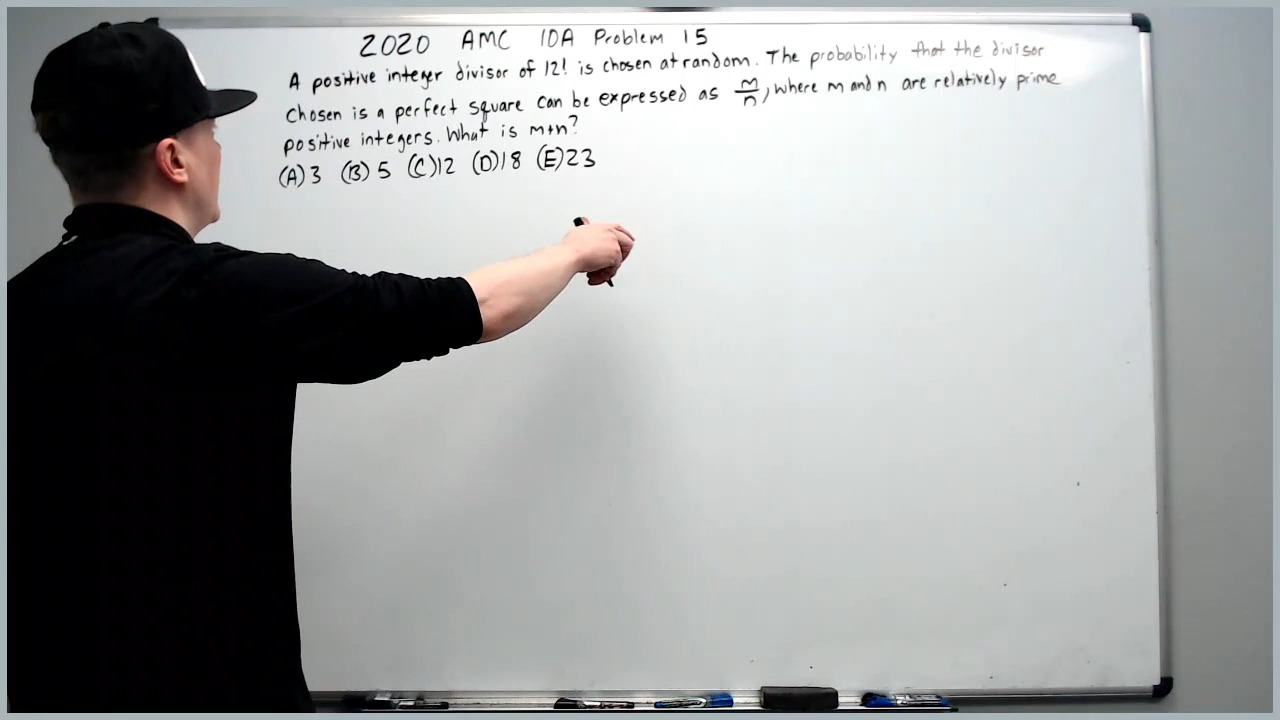 2020 AMC 10A Problem 15
A positive integer divisor of 12! is chosen at random. The probability that the divisor
chosen is a perfect square can be expressed as m/n, where m and n are relatively prime
positive integers. What is m+n?
(A) 3 (B) 5 (C) 12 (D) 18 (E) 23